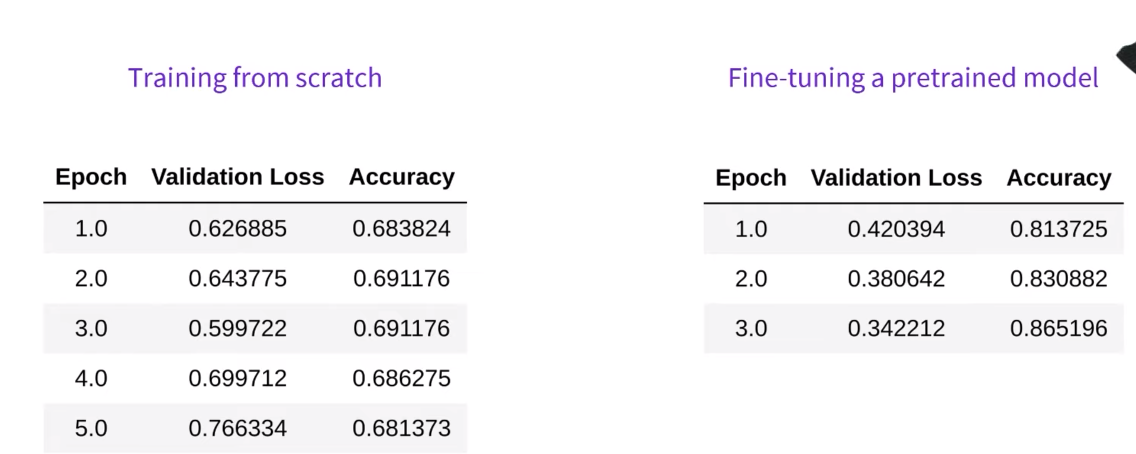 Training from scratch
Epoch Validation Loss Accuracy
1.0 0.626885 0.683824
2.0 0.643775 0.691176
3.0 0.599722 0.691176
4.0 0.699712 0.686275
5.0 0.766334 0.681373
Fine-tuning a pretrained model
Epoch Validation Loss Accuracy
1.0 0.420394 0.813725
2.0 0.380642 0.830882
3.0 0.342212 0.865196